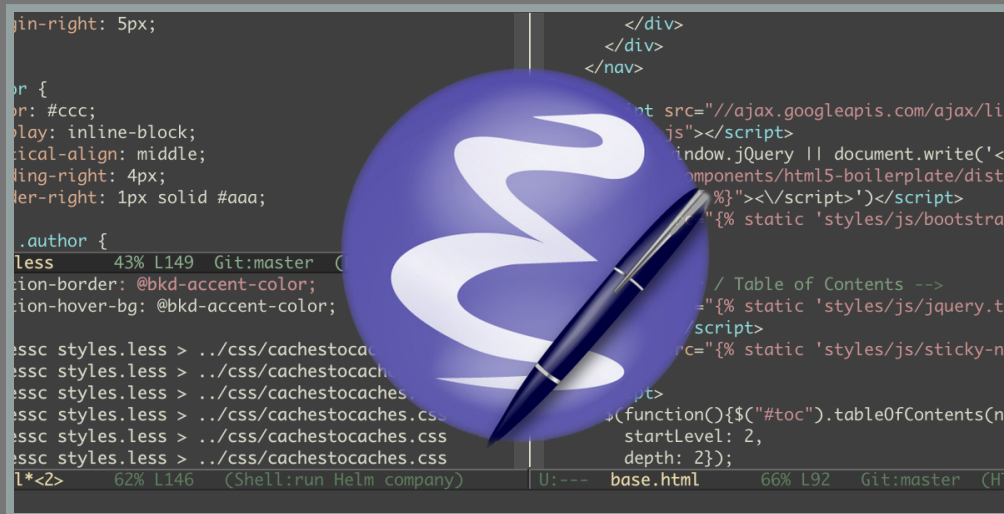 gin-right: 5px;
or {
or: #ccc;
play: inline-block;
tical-align: middle;
ding-right: 4px;
der-right: 1px solid #aaa;
.author {
less 43% L149 Git:master (
tion-border: @bkd-accent-color;
tion-hover-bg: @bkd-accent-color;
essc styles.less > ../css/cachestocac
essc styles.less > ../css/cachestocach
essc styles.less > ../css/cachestocaches.
essc styles.less > ../css/cachestocaches.css
essc styles.less > ../css/cachestocaches.css
essc styles.less > ../css/cachestocaches.css
l*<2> 62% L146 (Shell:run Helm company)
</div>
</div>
</nav>
ipt src="//ajax.googleapis.com/ajax/li
js"></script>
indow.jQuery || document.write('<
omponents/html5-boilerplate/dist
%}"><\/script>')</script>
="{% static 'styles/js/bootstra
/ Table of Contents -->
="{% static 'styles/js/jquery.t
/script>
rc="{% static 'styles/js/sticky-n
ipt>
$(function(){$("#toc").tableOfContents(n
startLevel: 2,
depth: 2});
U:--- base.html 66% L92 Git:master (H